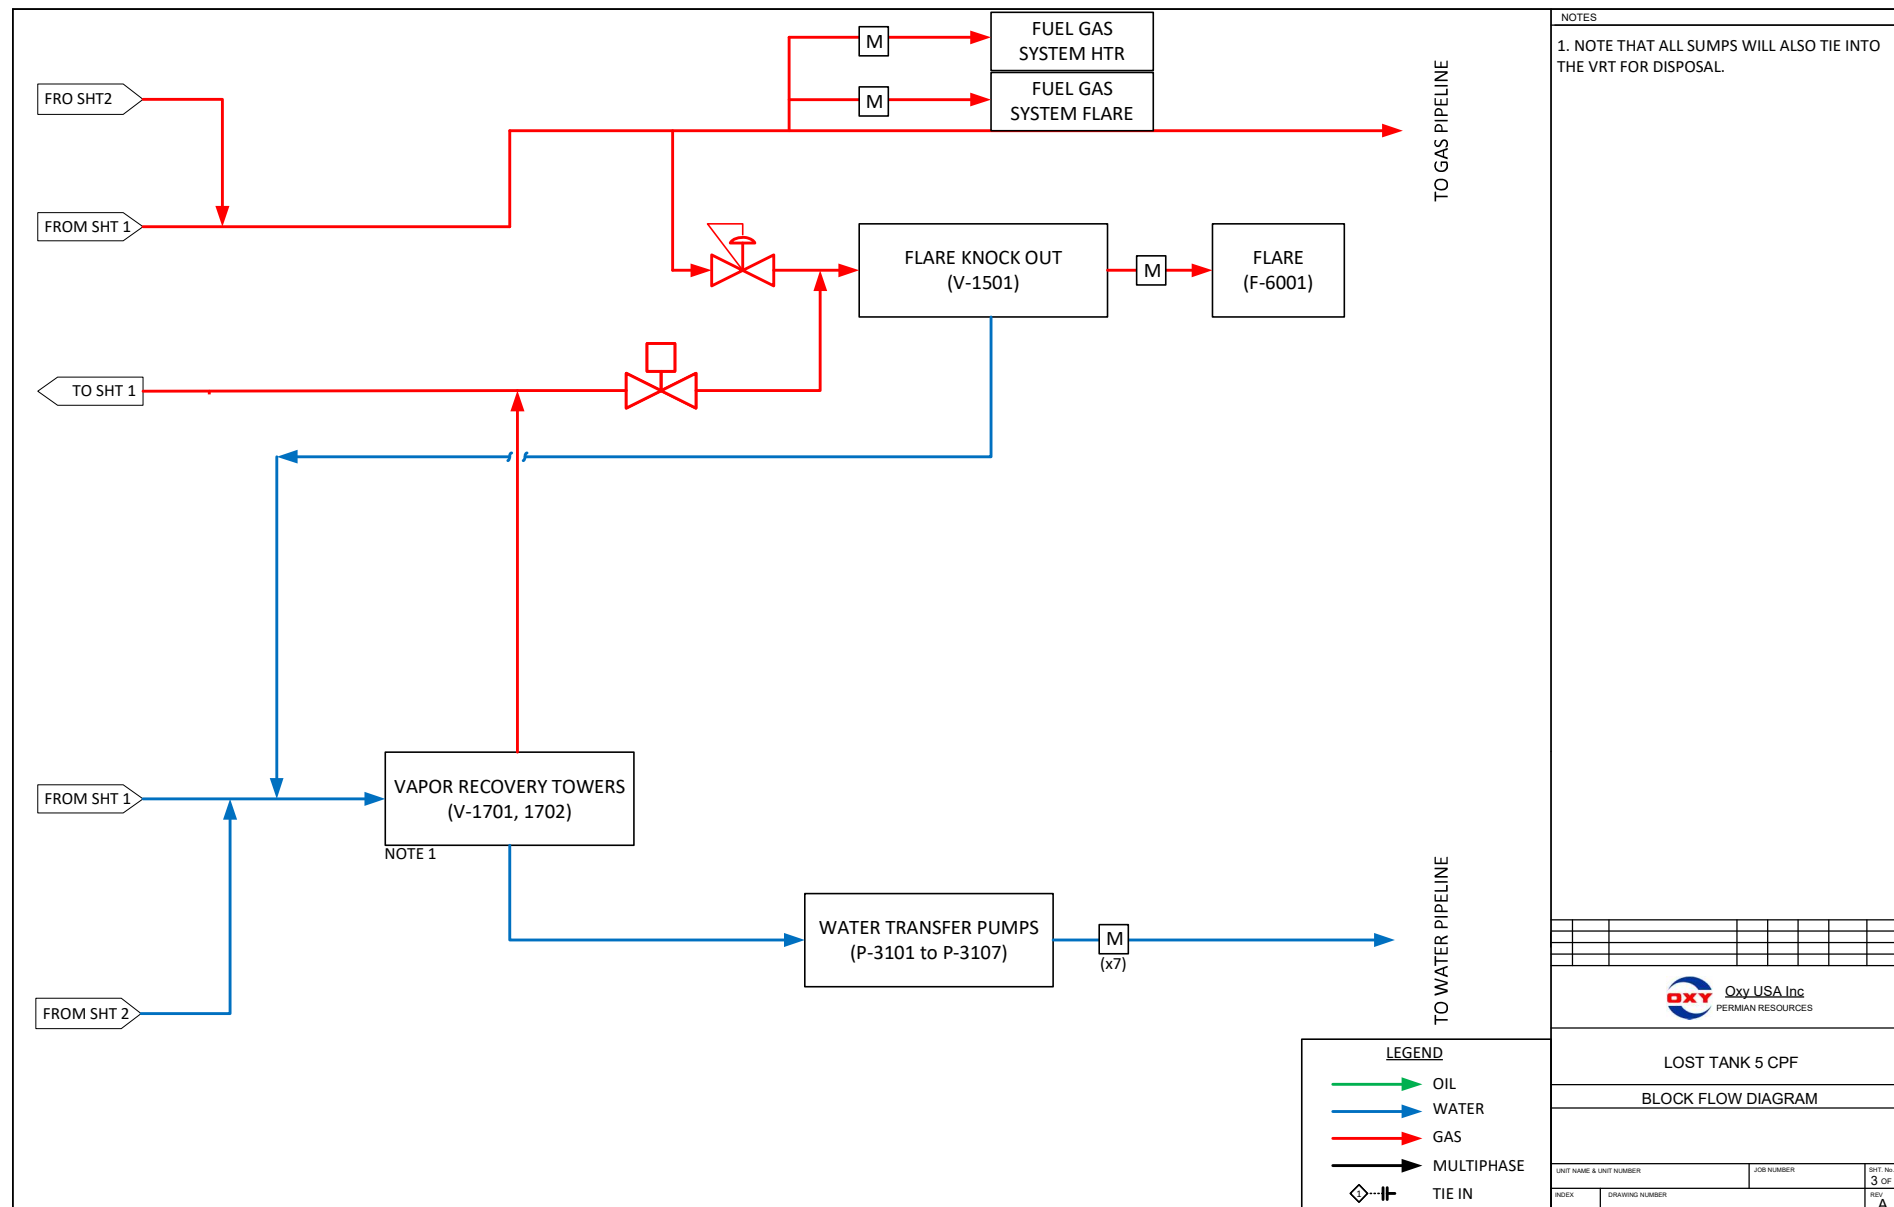 FUEL GAS
SYSTEM HTR
M
FRO SHT2
FUEL GAS
SYSTEM FLARE
M
TO GAS PIPELINE
FROM SHT 1
FLARE KNOCK OUT
(V-1501)
M
FLARE
(F-6001)
TO SHT 1
FROM SHT 1
VAPOR RECOVERY TOWERS
(V-1701, 1702)
NOTE 1
WATER TRANSFER PUMPS
(P-3101 to P-3107)
M
(x7)
TO WATER PIPELINE
FROM SHT 2
LEGEND
OIL
WATER
GAS
MULTIPHASE
1
TIE IN
NOTES
1. NOTE THAT ALL SUMPS WILL ALSO TIE INTO
THE VRT FOR DISPOSAL.
OXY
Oxy USA Inc
PERMIAN RESOURCES
LOST TANK 5 CPF
BLOCK FLOW DIAGRAM
UNIT NAME & UNIT NUMBER
JOB NUMBER
SHT. No.
3 OF
INDEX
DRAWING NUMBER
REV
A